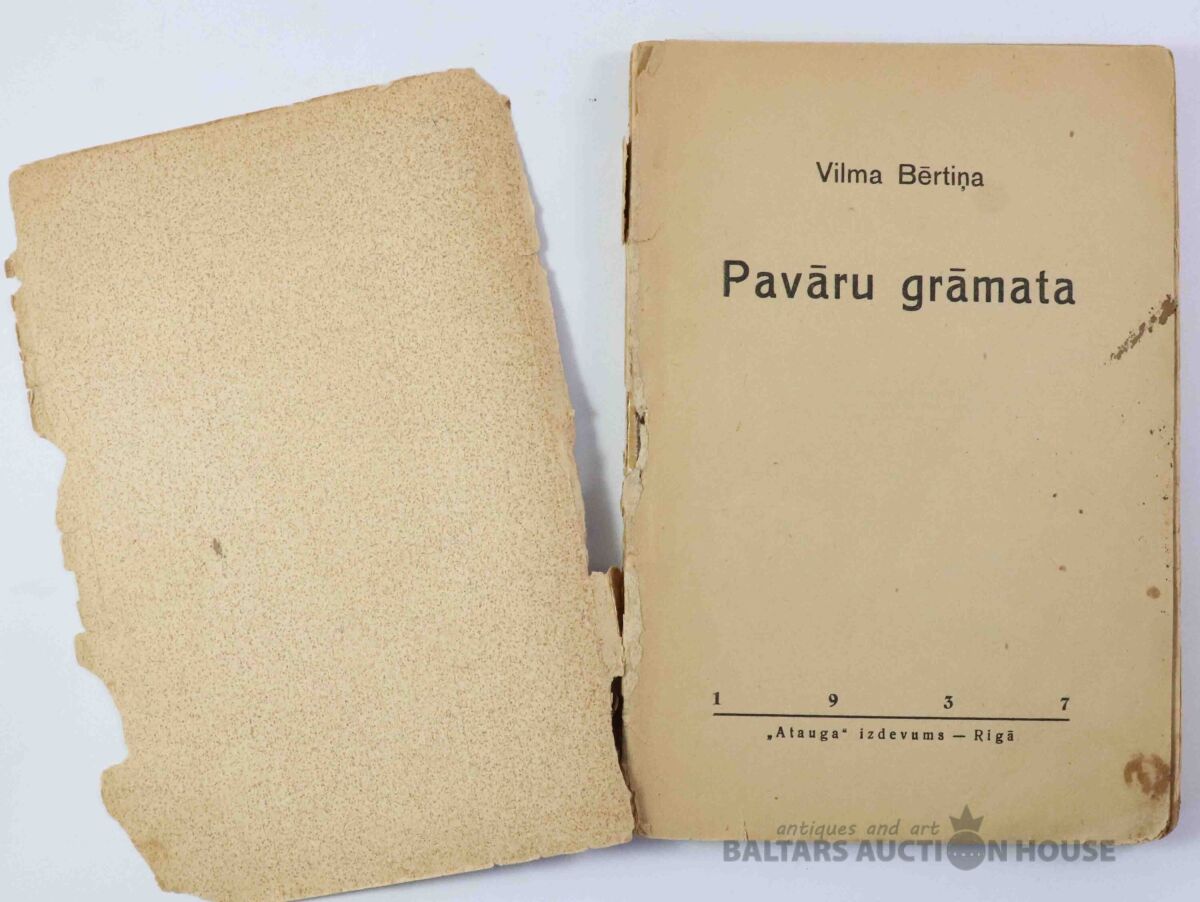 Vilma Bērtiņa
Pavāru grāmata
1 9 3 7
„Atauga“ izdevums — Rīgā
antiques and art
BALTARS AUCTION HOUSE